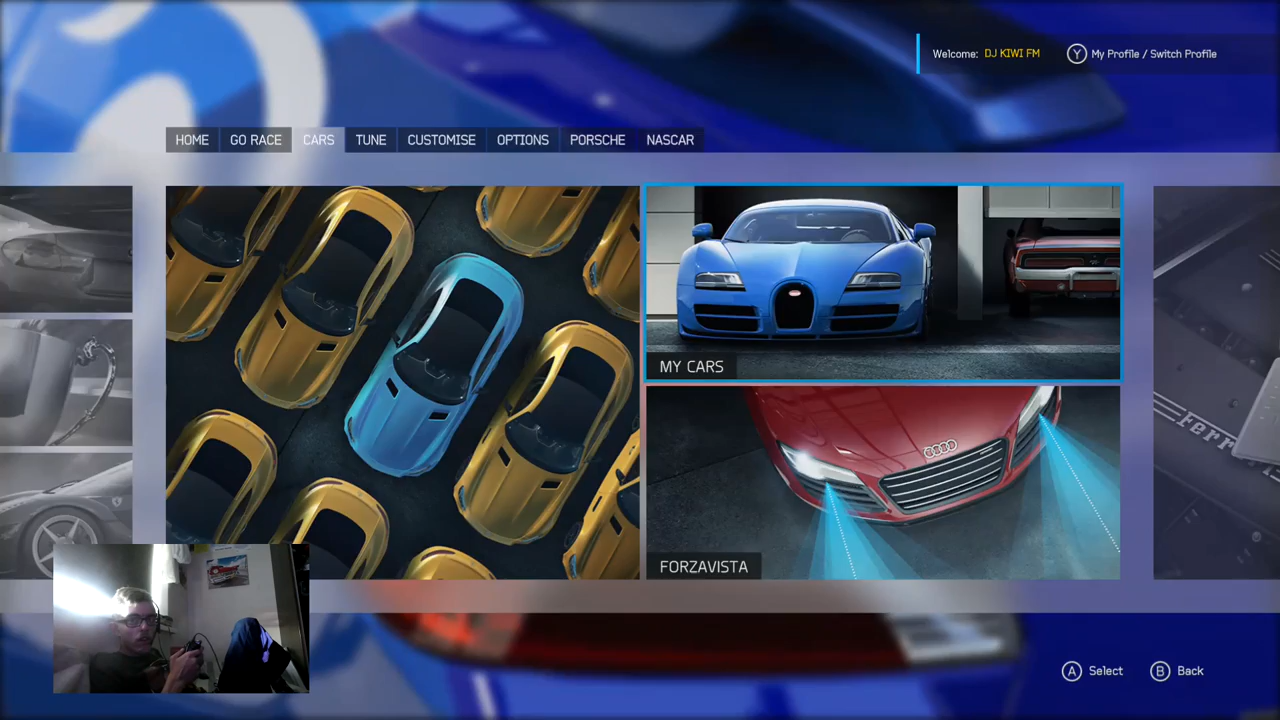 Welcome: DJ KIWI FM
Y My Profile / Switch Profile
HOME
GO RACE
CARS
TUNE
CUSTOMISE
OPTIONS
PORSCHE
NASCAR
MY CARS
FORZAVISTA
A Select
B Back